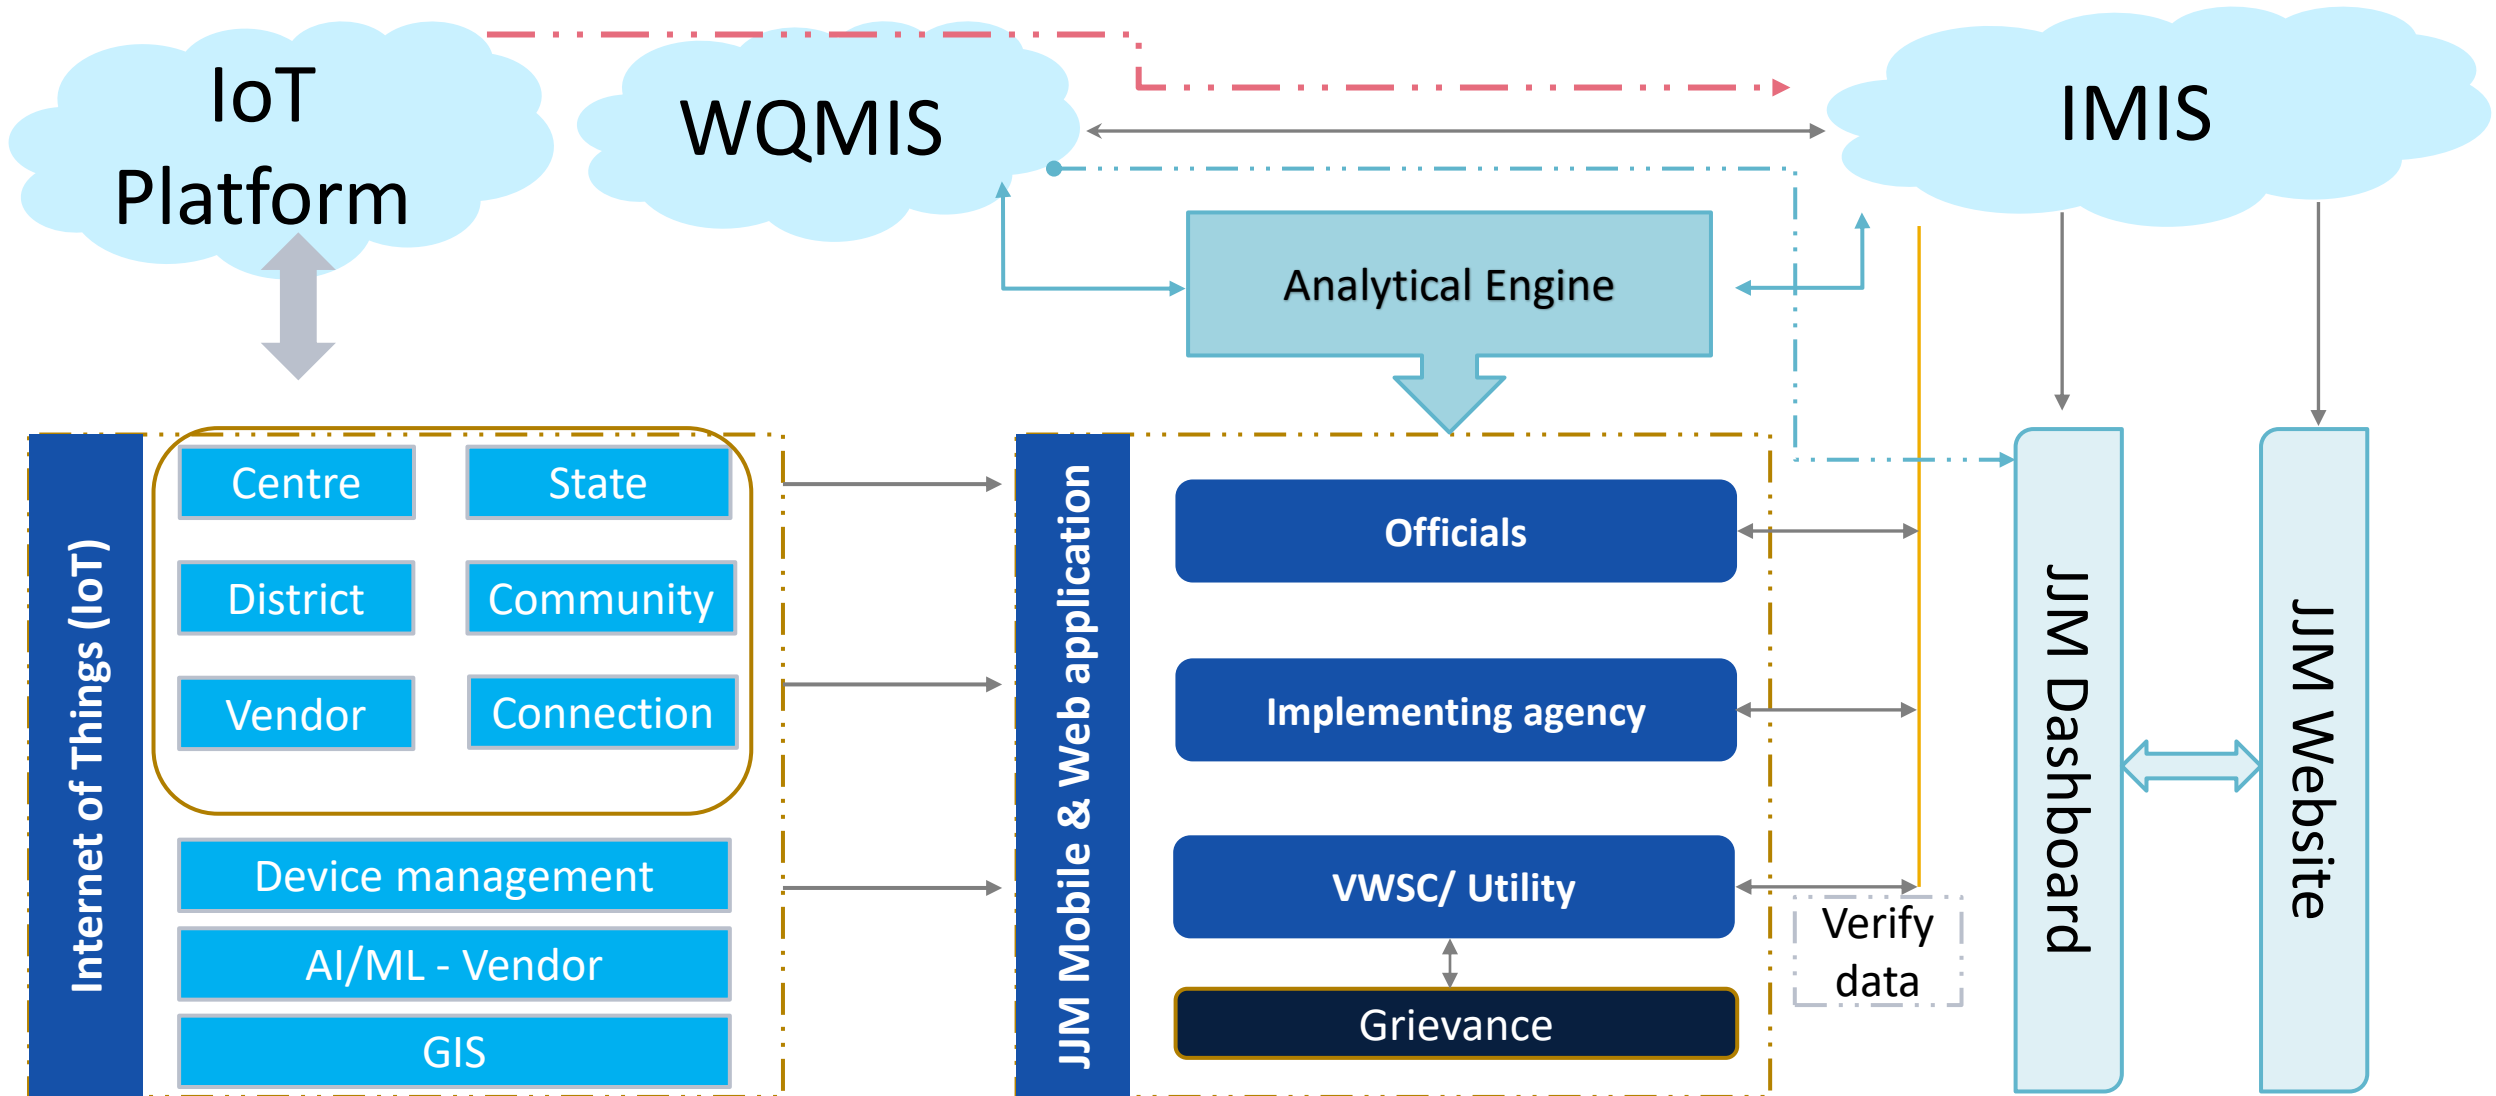 IoT
Platform
WQMIS
IMIS
Analytical Engine
Internet of Things (IoT)
Centre
State
District
Community
Vendor
Connection
Device management
AI/ML - Vendor
GIS
JJM Mobile & Web application
Officials
Implementing agency
VWSC/ Utility
Grievance
Verify
data
JJM Dashboard
JJM Website